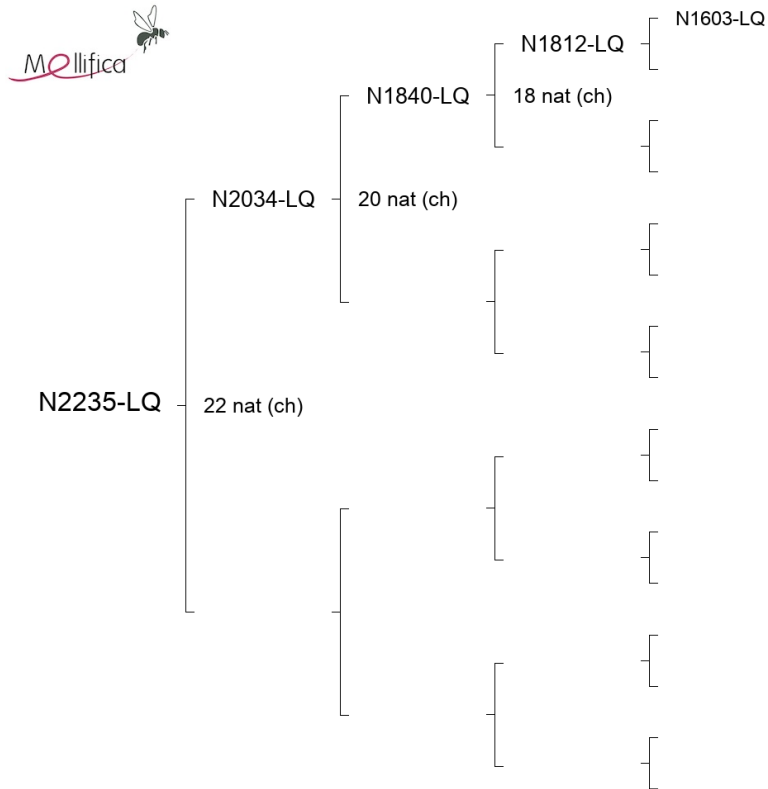 Mellifica
N1603-LQ
N1812-LQ
N1840-LQ
18 nat (ch)
N2034-LQ
20 nat (ch)
N2235-LQ
22 nat (ch)